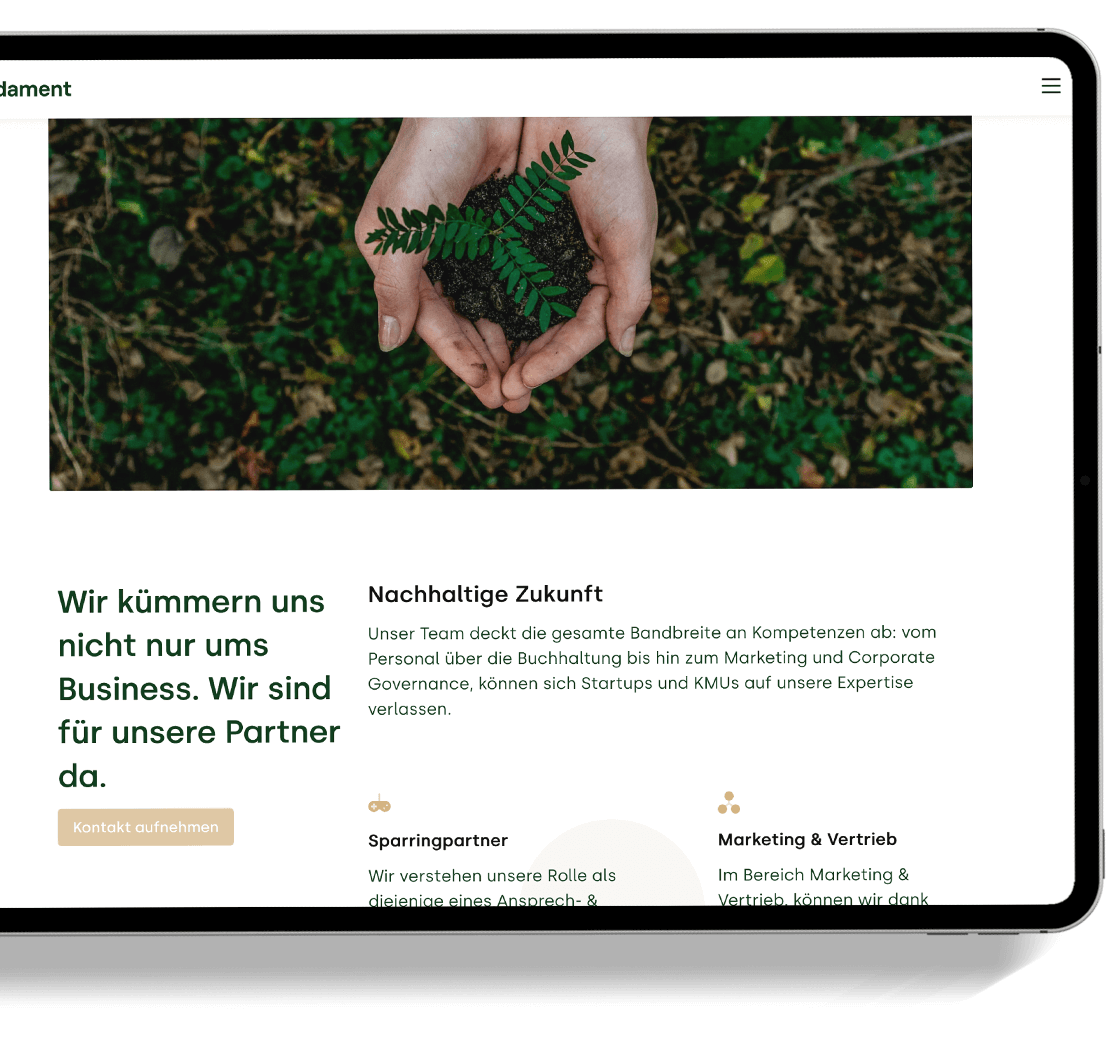 dament
Wir kümmern uns
nicht nur ums
Business. Wir sind
für unsere Partner
da.
Kontakt aufnehmen
Nachhaltige Zukunft
Unser Team deckt die gesamte Bandbreite an Kompetenzen ab: vom
Personal über die Buchhaltung bis hin zum Marketing und Corporate
Governance, können sich Startups und KMUs auf unsere Expertise
verlassen.
Sparringpartner
Wir verstehen unsere Rolle als
diejenige eines Ansprech- &
Marketing & Vertrieb
Im Bereich Marketing &
Vertrieb, können wir dank